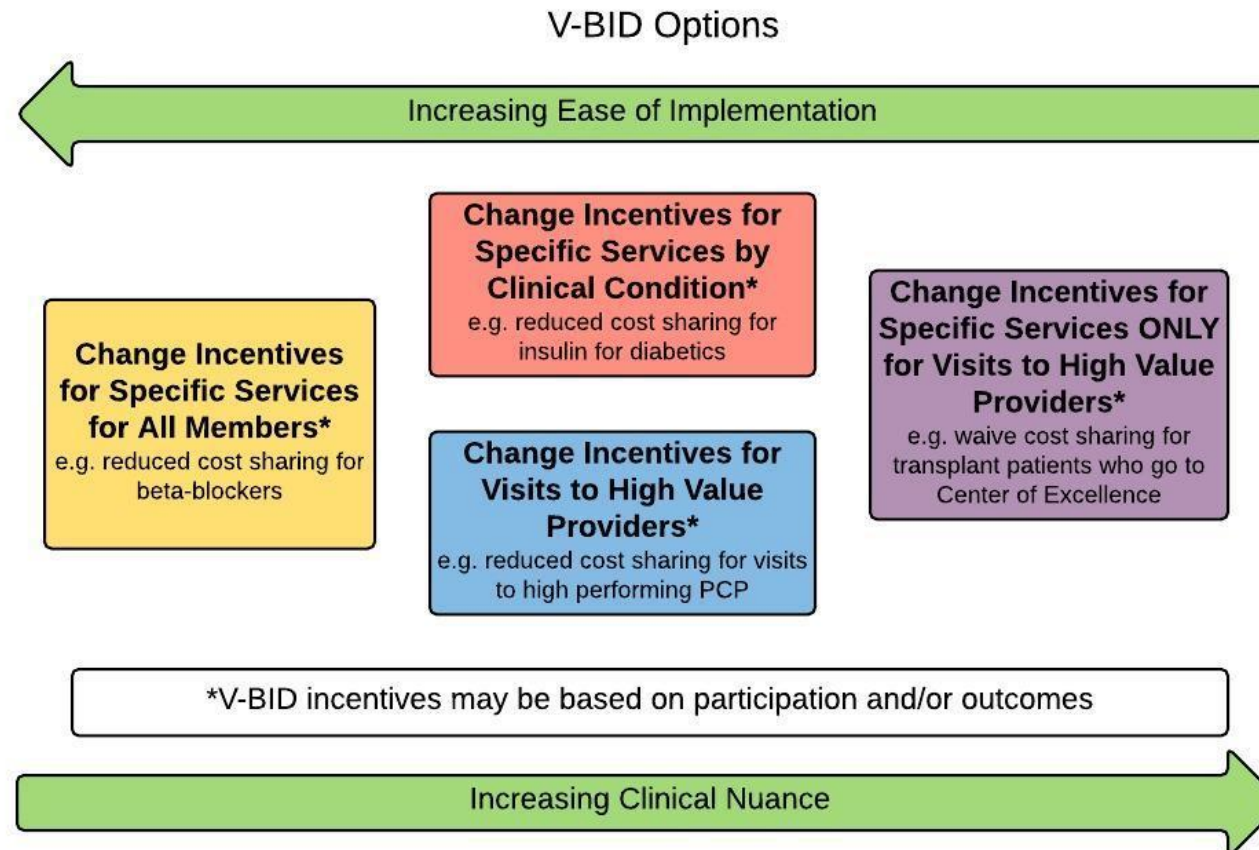 V-BID Options
Increasing Ease of Implementation
Change Incentives
for Specific Services
for All Members*
e.g. reduced cost sharing for
beta-blockers
Change Incentives for
Specific Services by
Clinical Condition*
e.g. reduced cost sharing for
insulin for diabetics
Change Incentives for
Visits to High Value
Providers*
e.g. reduced cost sharing for visits
to high performing PCP
Change Incentives for
Specific Services ONLY
for Visits to High Value
Providers*
e.g. waive cost sharing for
transplant patients who go to
Center of Excellence
*V-BID incentives may be based on participation and/or outcomes
Increasing Clinical Nuance